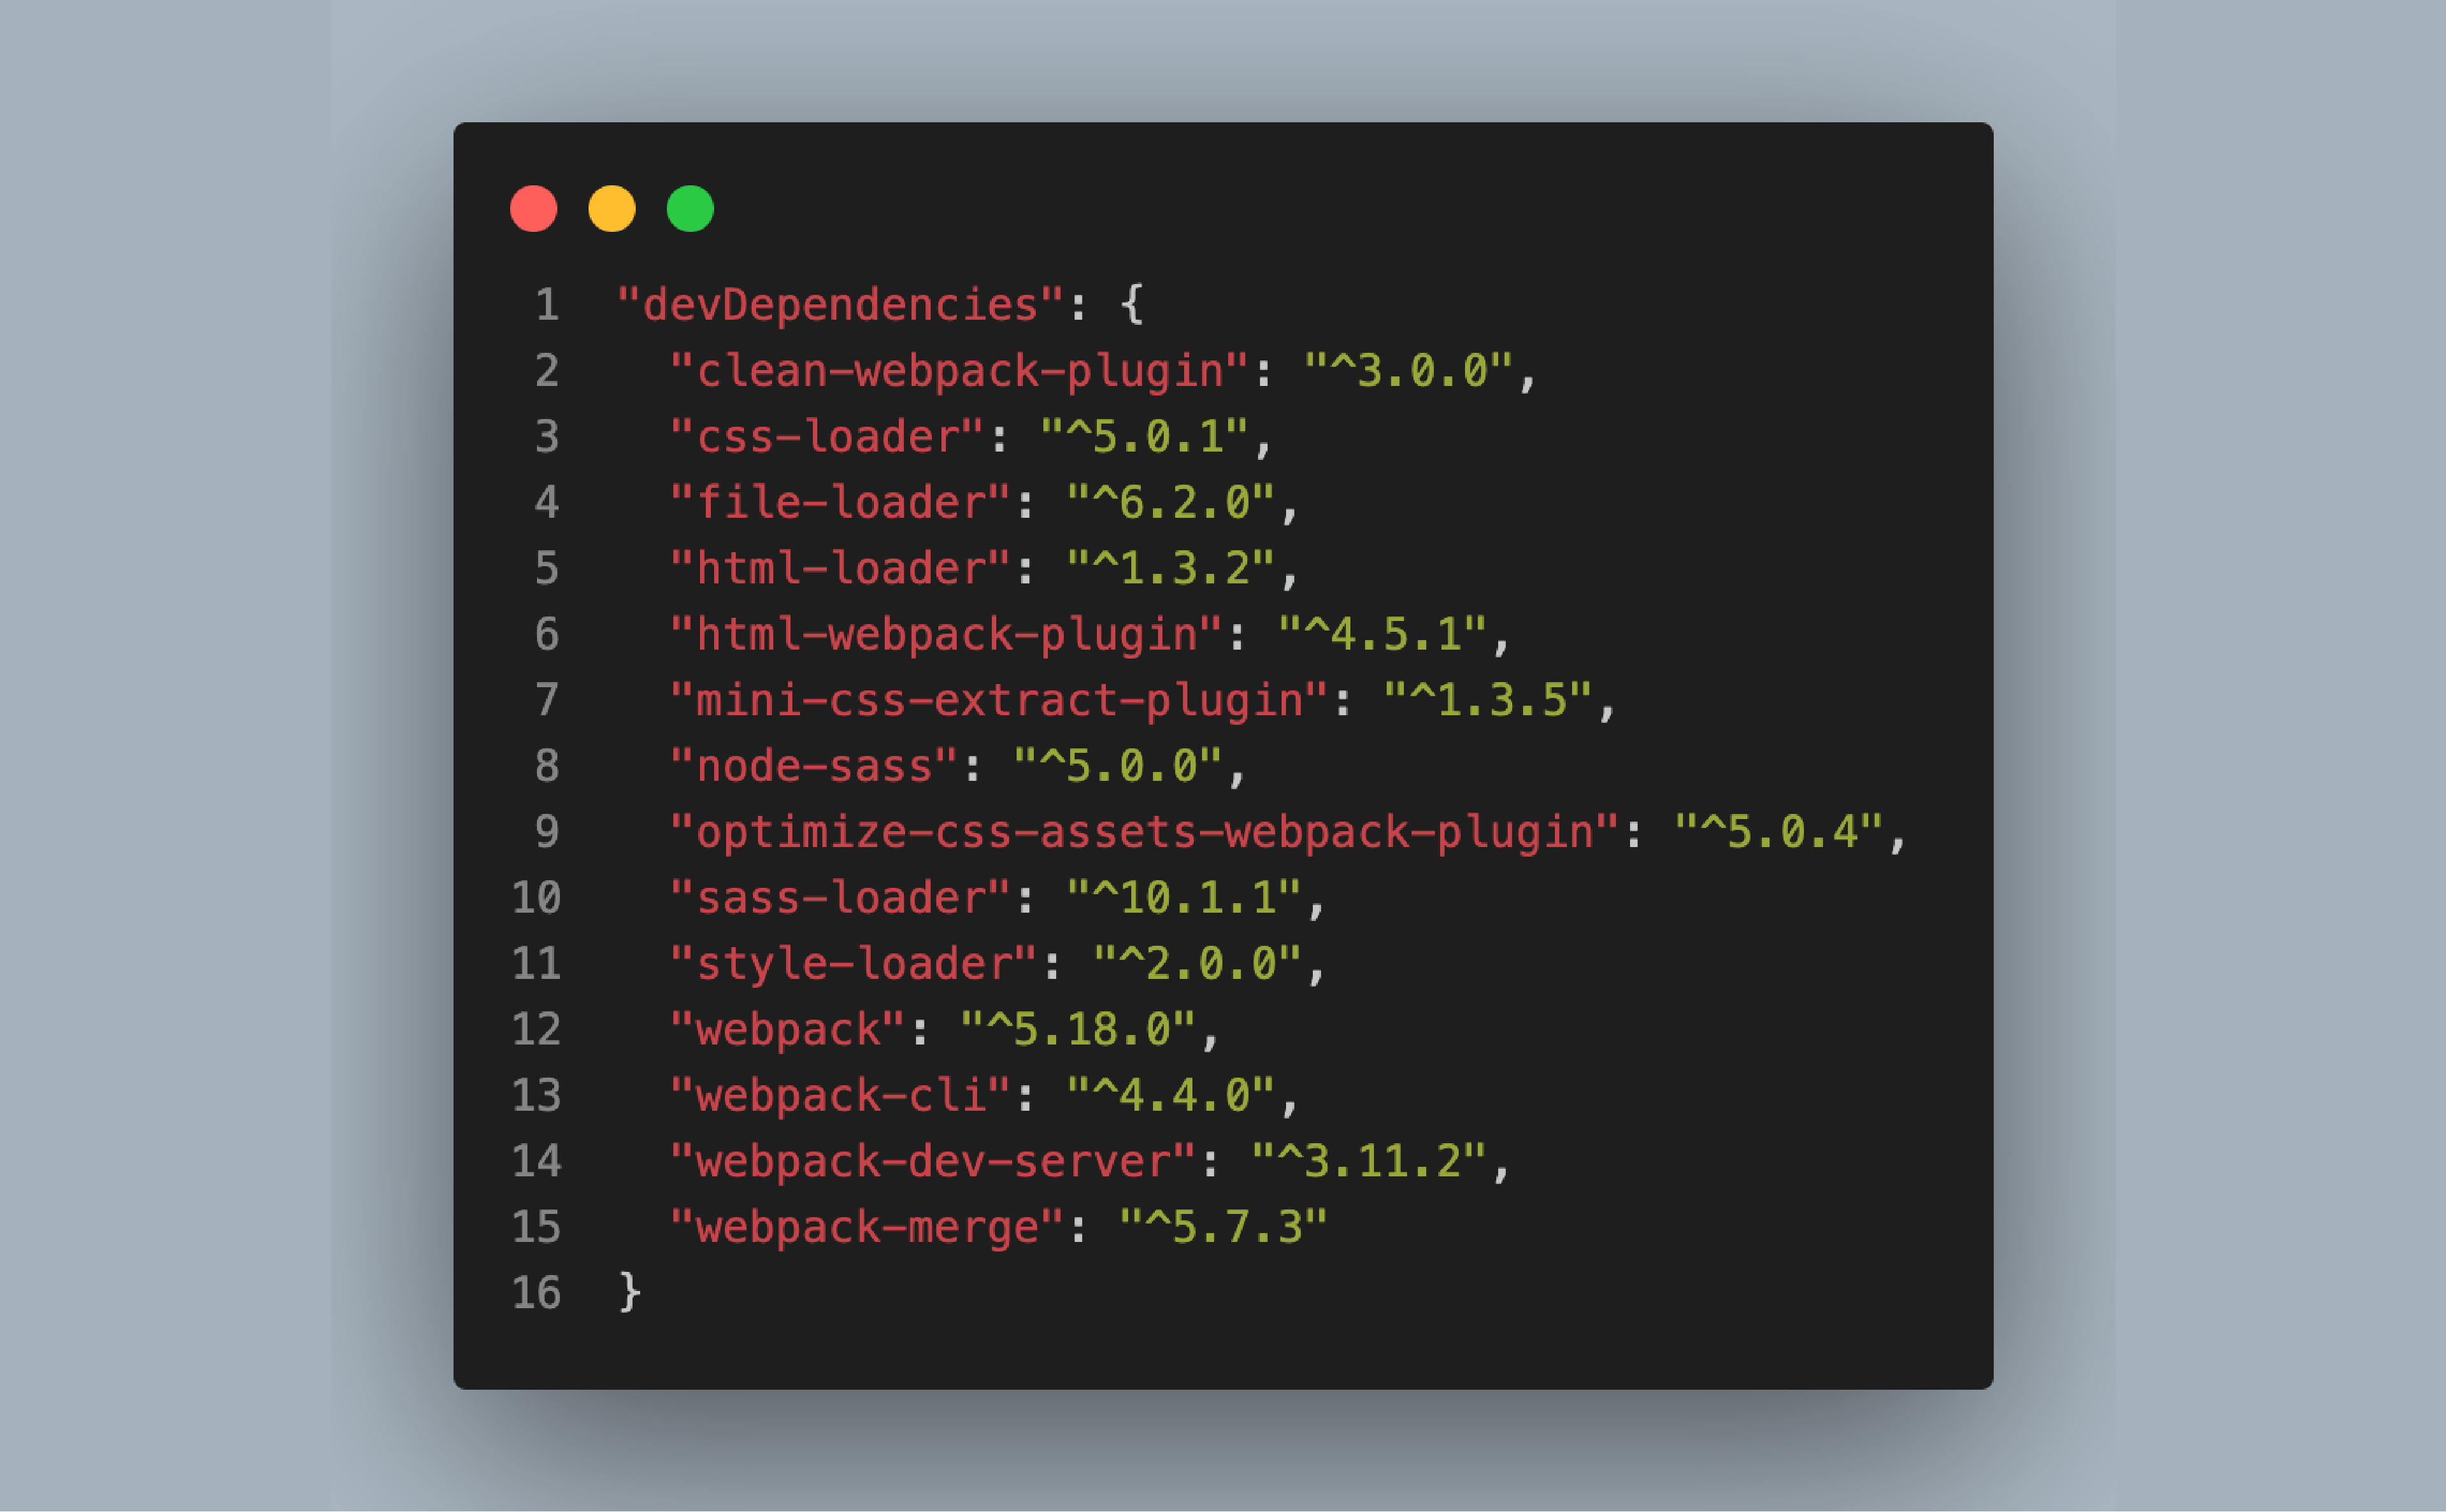 1 "devDependencies": {
2 "clean-webpack-plugin": "^3.0.0",
3 "css-loader": "^5.0.1",
4 "file-loader": "^6.2.0",
5 "html-loader": "^1.3.2",
6 "html-webpack-plugin": "^4.5.1",
7 "mini-css-extract-plugin": "^1.3.5",
8 "node-sass": "^5.0.0",
9 "optimize-css-assets-webpack-plugin": "^5.0.4",
10 "sass-loader": "^10.1.1",
11 "style-loader": "^2.0.0",
12 "webpack": "^5.18.0",
13 "webpack-cli": "^4.4.0",
14 "webpack-dev-server": "^3.11.2",
15 "webpack-merge": "^5.7.3"
16 }